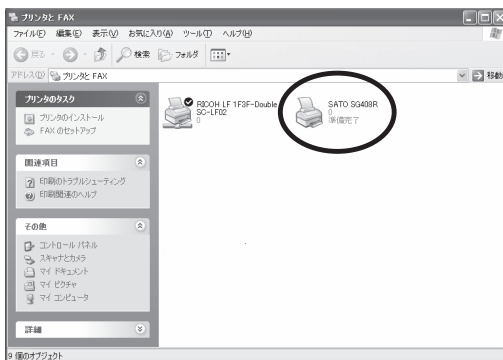 プリンタと FAX
ファイル(F) 編集(E) 表示(V) お気に入り(A) ツール(T) ヘルプ(H)
戻る 検索 フォルダ
アドレス(D) プリンタと FAX 移動
プリンタのタスク
プリンタのインストール
FAX のセットアップ
関連項目
印刷のトラブルシューティング
印刷関連のヘルプ
その他
コントロール パネル
スキャナとカメラ
マイ ドキュメント
マイ ピクチャ
マイ コンピュータ
詳細
RICOH LF 1F3F-Double
SC-LF02
0
SATO SG408R
0
準備完了
9 個のオブジェクト